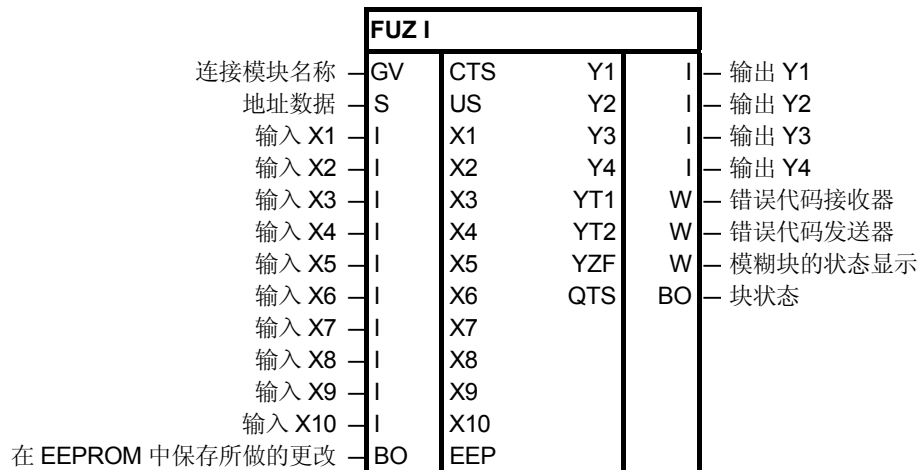 FUZ I
连接模块名称 GV CTS Y1 I 输出 Y1
地址数据 S US Y2 I 输出 Y2
输入 X1 I X1 Y3 I 输出 Y3
输入 X2 I X2 Y4 I 输出 Y4
输入 X3 I X3 YT1 W 错误代码接收器
输入 X4 I X4 YT2 W 错误代码发送器
输入 X5 I X5 YZF W 模糊块的状态显示
输入 X6 I X6 QTS BO 块状态
输入 X7 I X7
输入 X8 I X8
输入 X9 I X9
输入 X10 I X10
在 EEPROM 中保存所做的更改 BO EEP